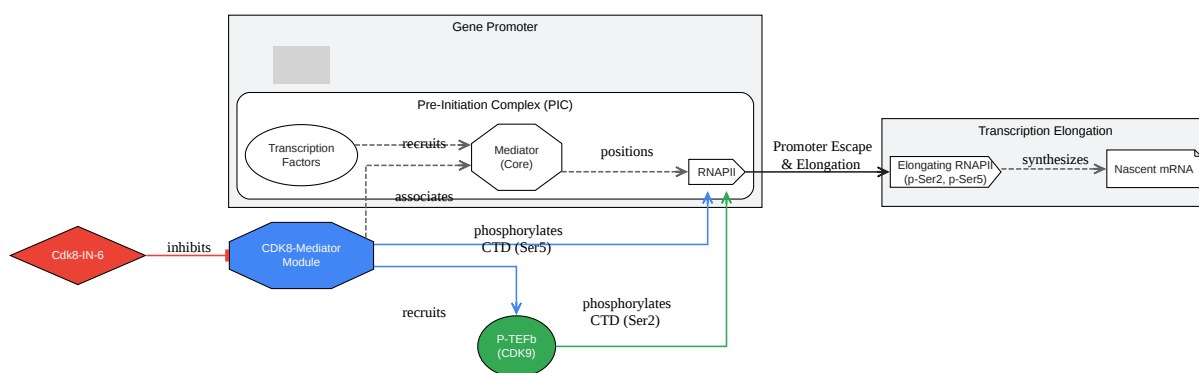 Gene Promoter
Pre-Initiation Complex (PIC)
Transcription
Factors
recruits
Mediator
(Core)
associates
positions
RNAPII
Promoter Escape
& Elongation
Transcription Elongation
Elongating RNAPII
(p-Ser2, p-Ser5)
synthesizes
Nascent mRNA
Cdk8-IN-6
inhibits
CDK8-Mediator
Module
phosphorylates
CTD (Ser5)
recruits
P-TEFb
(CDK9)
phosphorylates
CTD (Ser2)